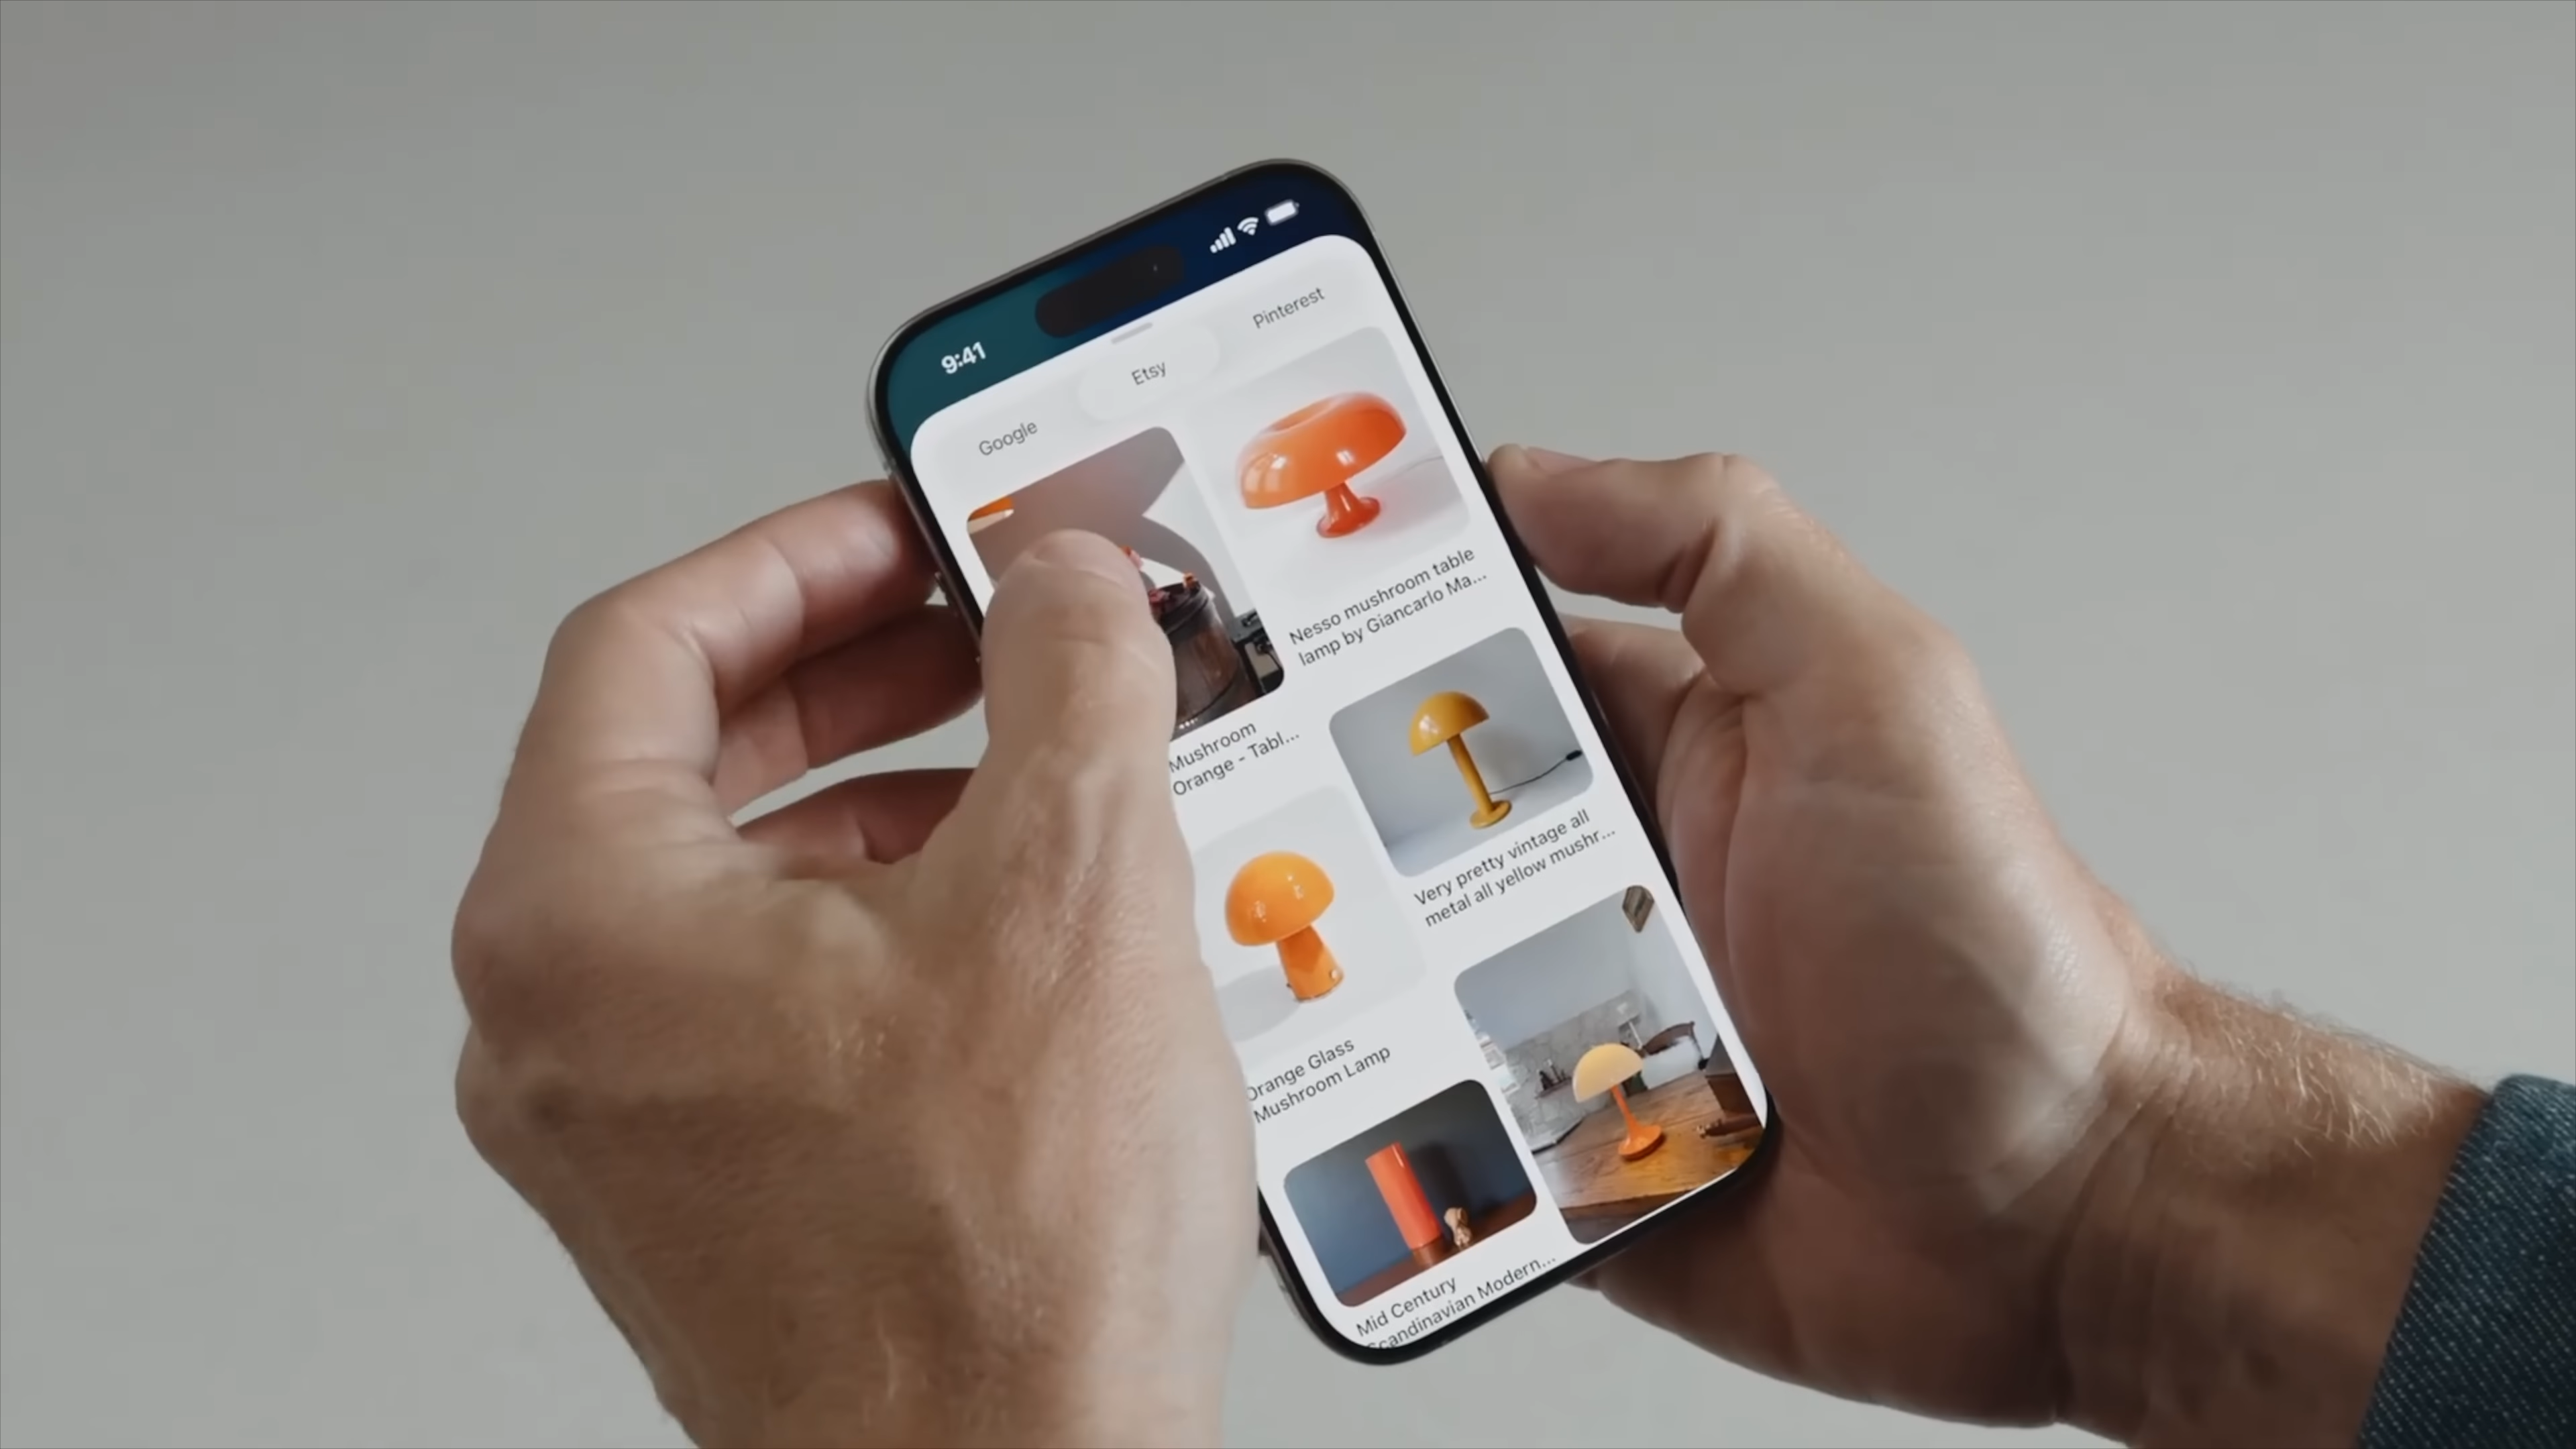 9:41
Google
Etsy
Pinterest
Nesso mushroom table
lamp by Giancarlo Ma...
Mushroom
Orange - Tabl...
Very pretty vintage all
metal all yellow mushr...
Orange Glass
Mushroom Lamp
Mid Century
Scandinavian Modern...